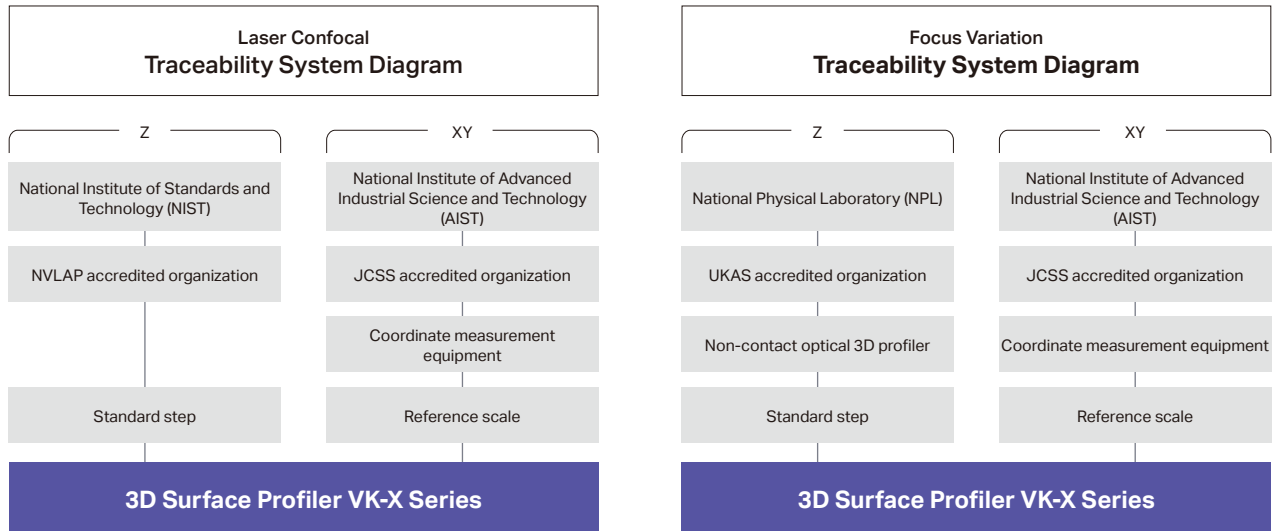 Laser Confocal
Traceability System Diagram
Z
National Institute of Standards and
Technology (NIST)
NVLAP accredited organization
Standard step
XY
National Institute of Advanced
Industrial Science and Technology
(AIST)
JCSS accredited organization
Coordinate measurement
equipment
Reference scale
3D Surface Profiler VK-X Series
Focus Variation
Traceability System Diagram
Z
National Physical Laboratory (NPL)
UKAS accredited organization
Non-contact optical 3D profiler
Standard step
XY
National Institute of Advanced
Industrial Science and Technology
(AIST)
JCSS accredited organization
Coordinate measurement equipment
Reference scale
3D Surface Profiler VK-X Series